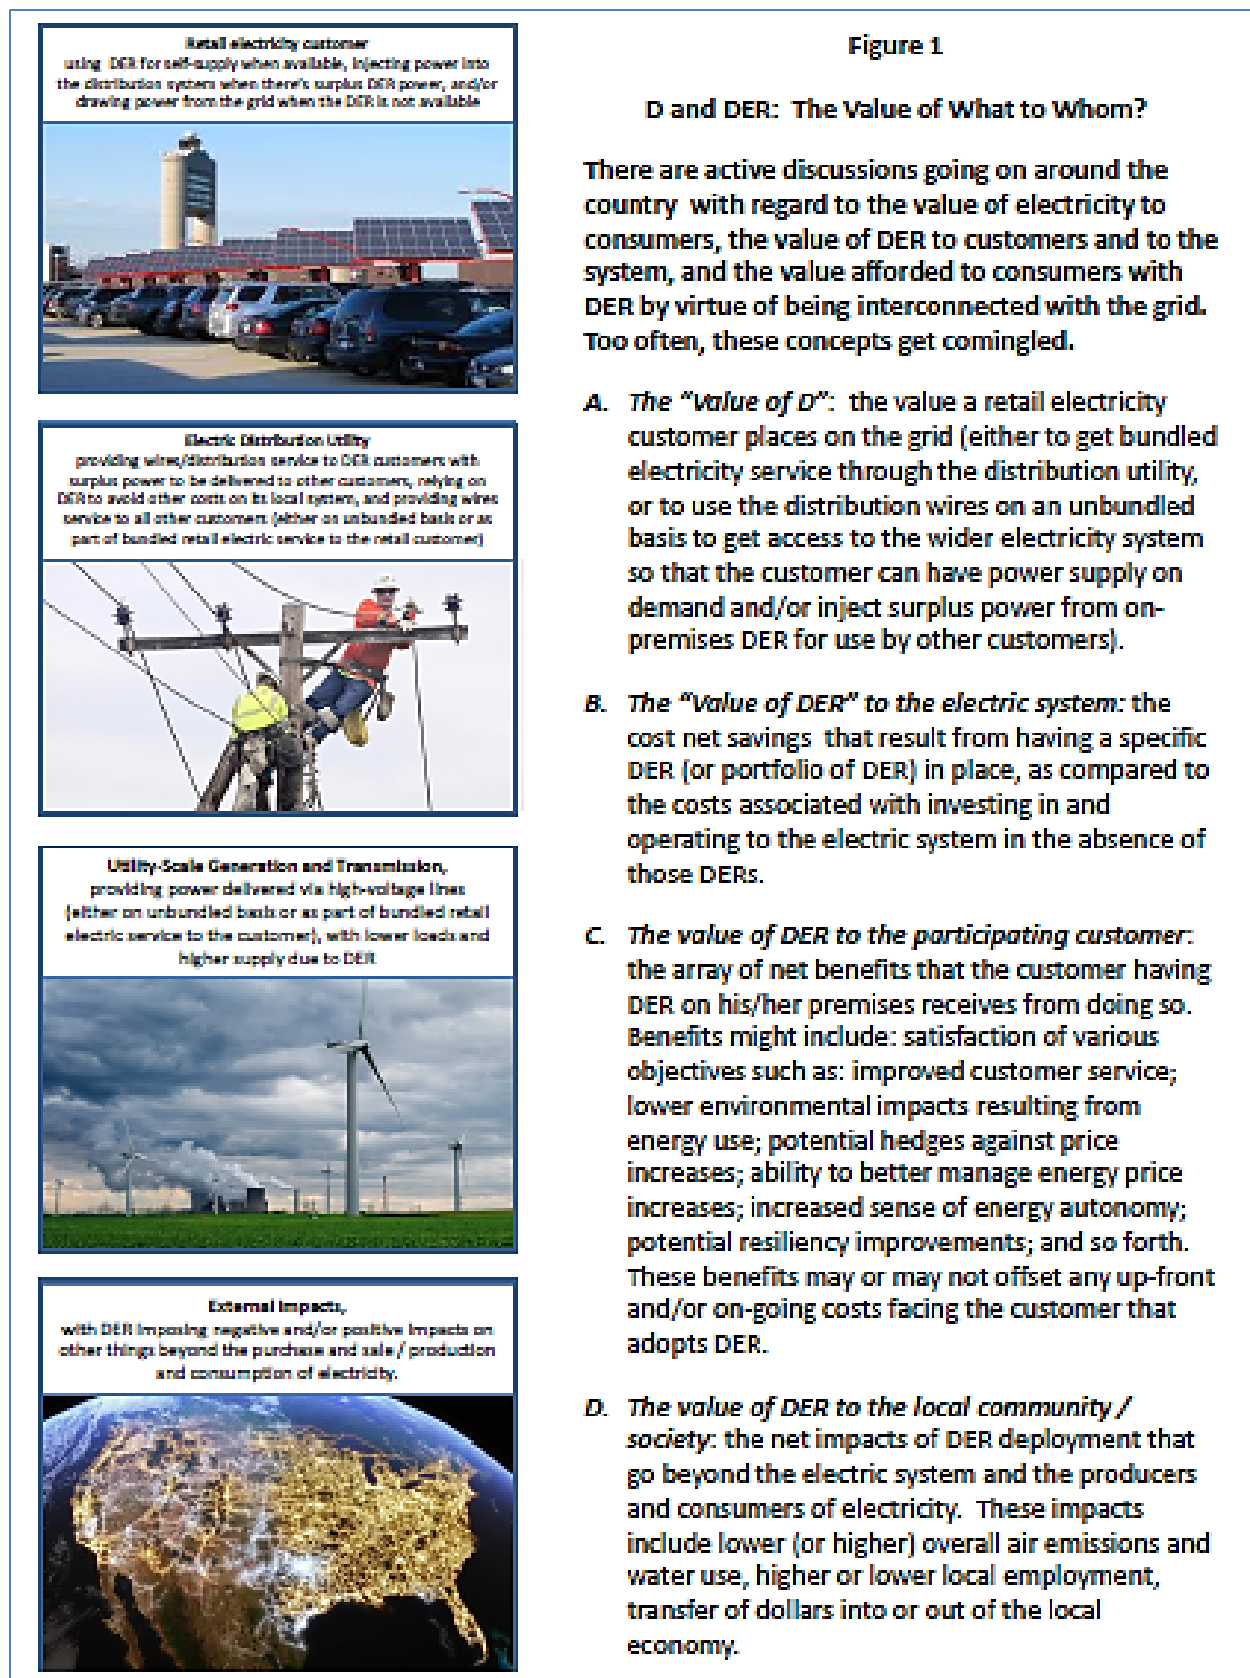 Retail electricity customer
using DER for self-supply when available, injecting power into
the distribution system when there's surplus DER power, and/or
drawing power from the grid when the DER is not available
Electric Distribution Utility
providing wires/distribution service to DER customers with
surplus power to be delivered to other customers, relying on
DER to avoid other costs on its local system, and providing wires
service to all other customers (either on unbundled basis or as
part of bundled retail electric service to the retail customer)
Utility-Scale Generation and Transmission,
providing power delivered via high-voltage lines
(either on unbundled basis or as part of bundled retail
electric service to the customer), with lower loads and
higher supply due to DER
External Impacts,
with DER imposing negative and/or positive impacts on
other things beyond the purchase and sale / production
and consumption of electricity.
Figure 1
D and DER:  The Value of What to Whom?
There are active discussions going on around the
country  with regard to the value of electricity to
consumers, the value of DER to customers and to the
system, and the value afforded to consumers with
DER by virtue of being interconnected with the grid.
Too often, these concepts get comingled.
A. The “Value of D”:  the value a retail electricity
customer places on the grid (either to get bundled
electricity service through the distribution utility,
or to use the distribution wires on an unbundled
basis to get access to the wider electricity system
so that the customer can have power supply on
demand and/or inject surplus power from on-
premises DER for use by other customers).
B. The “Value of DER” to the electric system: the
cost net savings  that result from having a specific
DER (or portfolio of DER) in place, as compared to
the costs associated with investing in and
operating to the electric system in the absence of
those DERs.
C. The value of DER to the participating customer:
the array of net benefits that the customer having
DER on his/her premises receives from doing so.
Benefits might include: satisfaction of various
objectives such as: improved customer service;
lower environmental impacts resulting from
energy use; potential hedges against price
increases; ability to better manage energy price
increases; increased sense of energy autonomy;
potential resiliency improvements; and so forth.
These benefits may or may not offset any up-front
and/or on-going costs facing the customer that
adopts DER.
D. The value of DER to the local community /
society: the net impacts of DER deployment that
go beyond the electric system and the producers
and consumers of electricity.  These impacts
include lower (or higher) overall air emissions and
water use, higher or lower local employment,
transfer of dollars into or out of the local
economy.